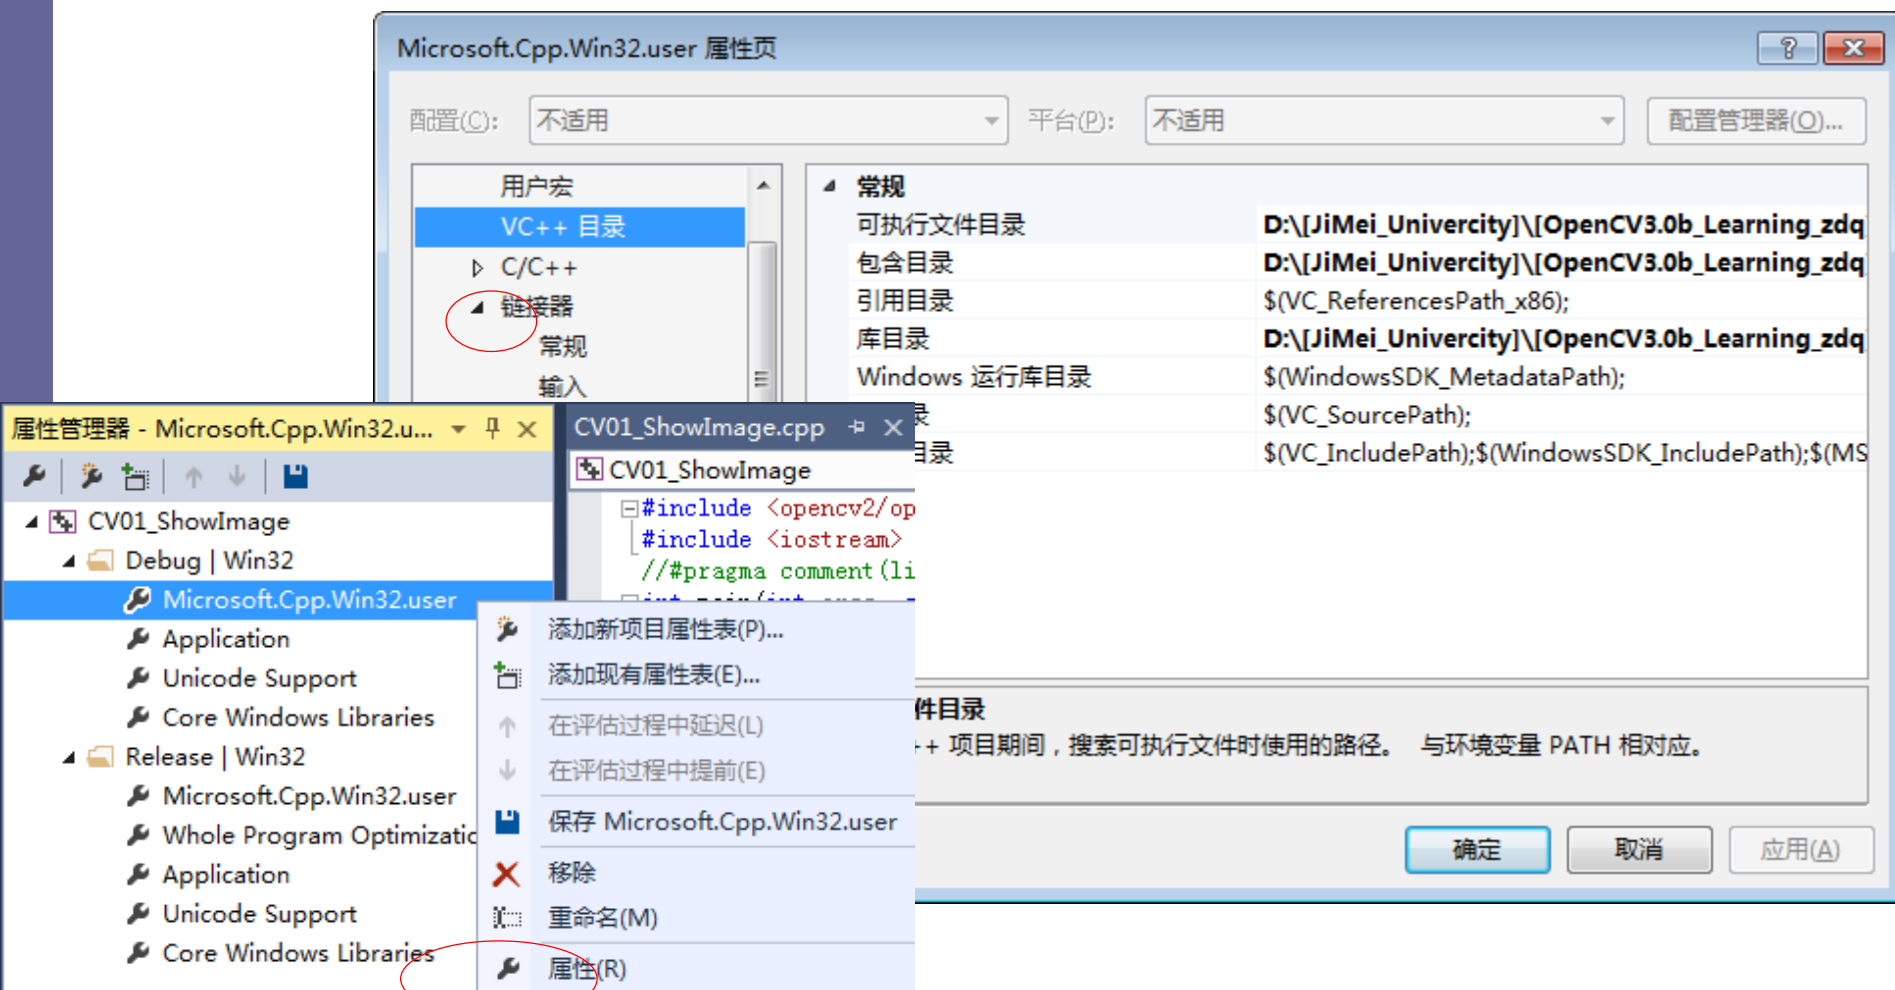 Microsoft.Cpp.Win32.user 属性页
配置(C):
不适用
平台(P):
不适用
配置管理器(O)...
用户宏
VC++ 目录
C/C++
链接器
常规
输入
常规
可执行文件目录 D:\[JiMei_Univercity]\[OpenCV3.0b_Learning_zdq
包含目录 D:\[JiMei_Univercity]\[OpenCV3.0b_Learning_zdq
引用目录 $(VC_ReferencesPath_x86);
库目录 D:\[JiMei_Univercity]\[OpenCV3.0b_Learning_zdq
Windows 运行库目录 $(WindowsSDK_MetadataPath);
录 $(VC_SourcePath);
目录 $(VC_IncludePath);$(WindowsSDK_IncludePath);$(MS
件目录
++ 项目期间，搜索可执行文件时使用的路径。 与环境变量 PATH 相对应。
确定
取消
应用(A)
属性管理器 - Microsoft.Cpp.Win32.u...
CV01_ShowImage
Debug | Win32
Microsoft.Cpp.Win32.user
Application
Unicode Support
Core Windows Libraries
Release | Win32
Microsoft.Cpp.Win32.user
Whole Program Optimizatic
Application
Unicode Support
Core Windows Libraries
CV01_ShowImage.cpp
CV01_ShowImage
#include <opencv2/op
#include <iostream>
//#pragma comment(li
添加新项目属性表(P)...
添加现有属性表(E)...
在评估过程中延迟(L)
在评估过程中提前(E)
保存 Microsoft.Cpp.Win32.user
移除
重命名(M)
属性(R)